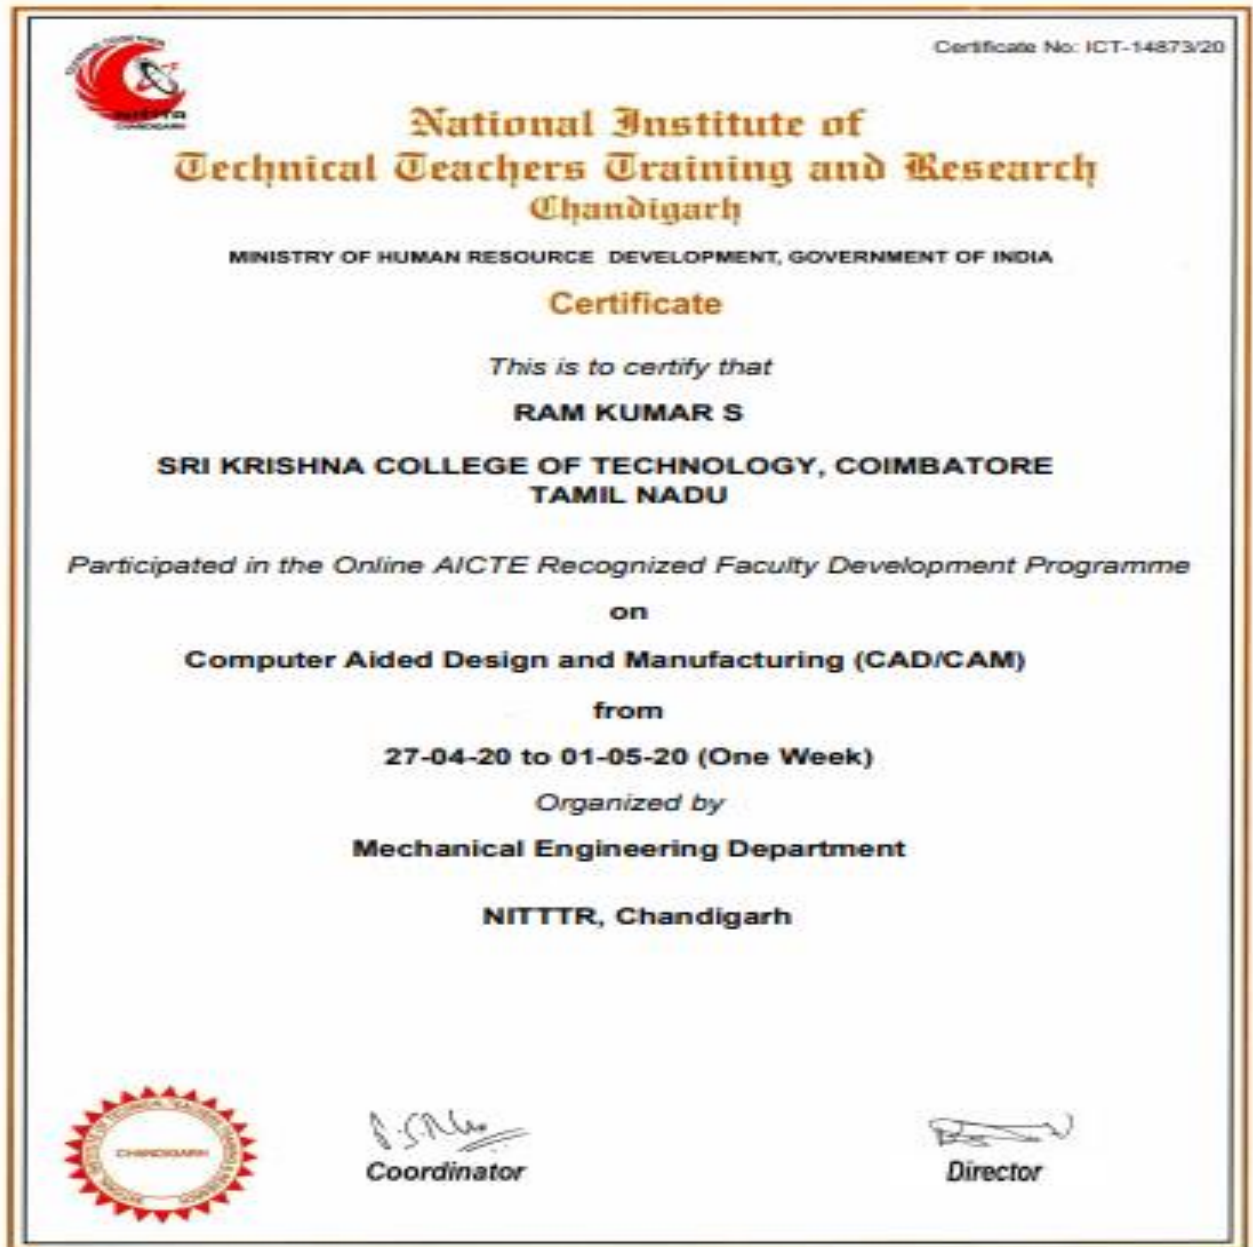 Certificate No: ICT-14873/20
NITTTR
CHANDIGARH
National Institute of
Technical Teachers Training and Research
Chandigarh
MINISTRY OF HUMAN RESOURCE DEVELOPMENT, GOVERNMENT OF INDIA
Certificate
This is to certify that
RAM KUMAR S
SRI KRISHNA COLLEGE OF TECHNOLOGY, COIMBATORE
TAMIL NADU
Participated in the Online AICTE Recognized Faculty Development Programme
on
Computer Aided Design and Manufacturing (CAD/CAM)
from
27-04-20 to 01-05-20 (One Week)
Organized by
Mechanical Engineering Department
NITTTR, Chandigarh
CHANDIGARH
Coordinator
Director